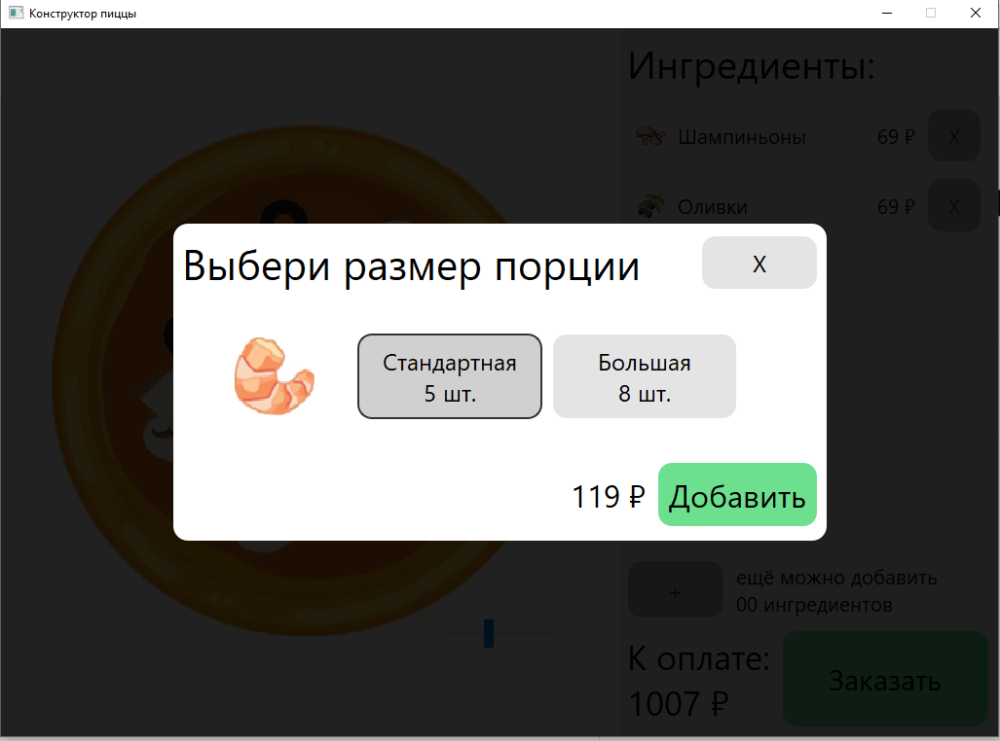 Конструктор пиццы
Ингредиенты:
Шампиньоны 69 ₽ X
Оливки 69 ₽ X
Выбери размер порции X
Стандартная
5 шт.
Большая
8 шт.
119 ₽ Добавить
+
ещё можно добавить
00 ингредиентов
К оплате:
1007 ₽
Заказать